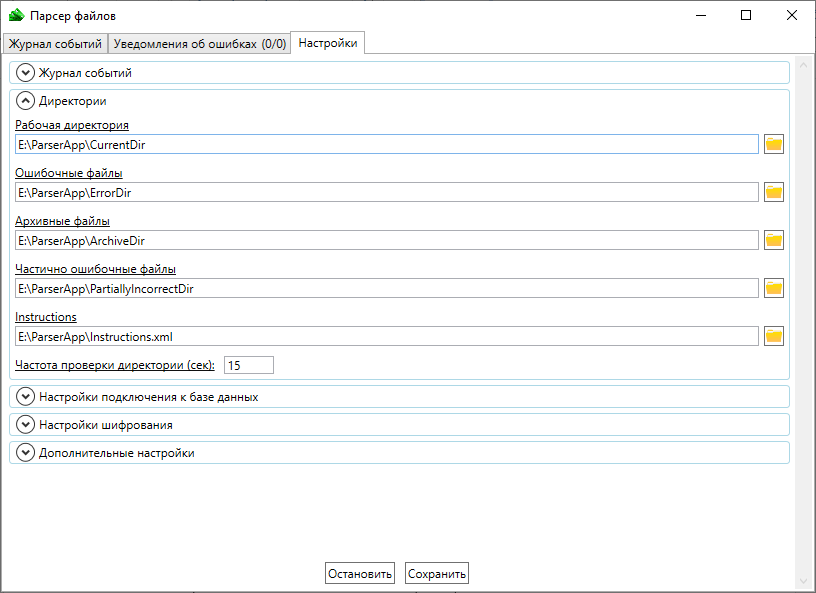 Парсер файлов
Журнал событий Уведомления об ошибках (0/0) Настройки
Журнал событий
Директории
Рабочая директория
E:\ParserApp\CurrentDir
Ошибочные файлы
E:\ParserApp\ErrorDir
Архивные файлы
E:\ParserApp\ArchiveDir
Частично ошибочные файлы
E:\ParserApp\PartiallyIncorrectDir
Instructions
E:\ParserApp\Instructions.xml
Частота проверки директории (сек): 15
Настройки подключения к базе данных
Настройки шифрования
Дополнительные настройки
Остановить Сохранить